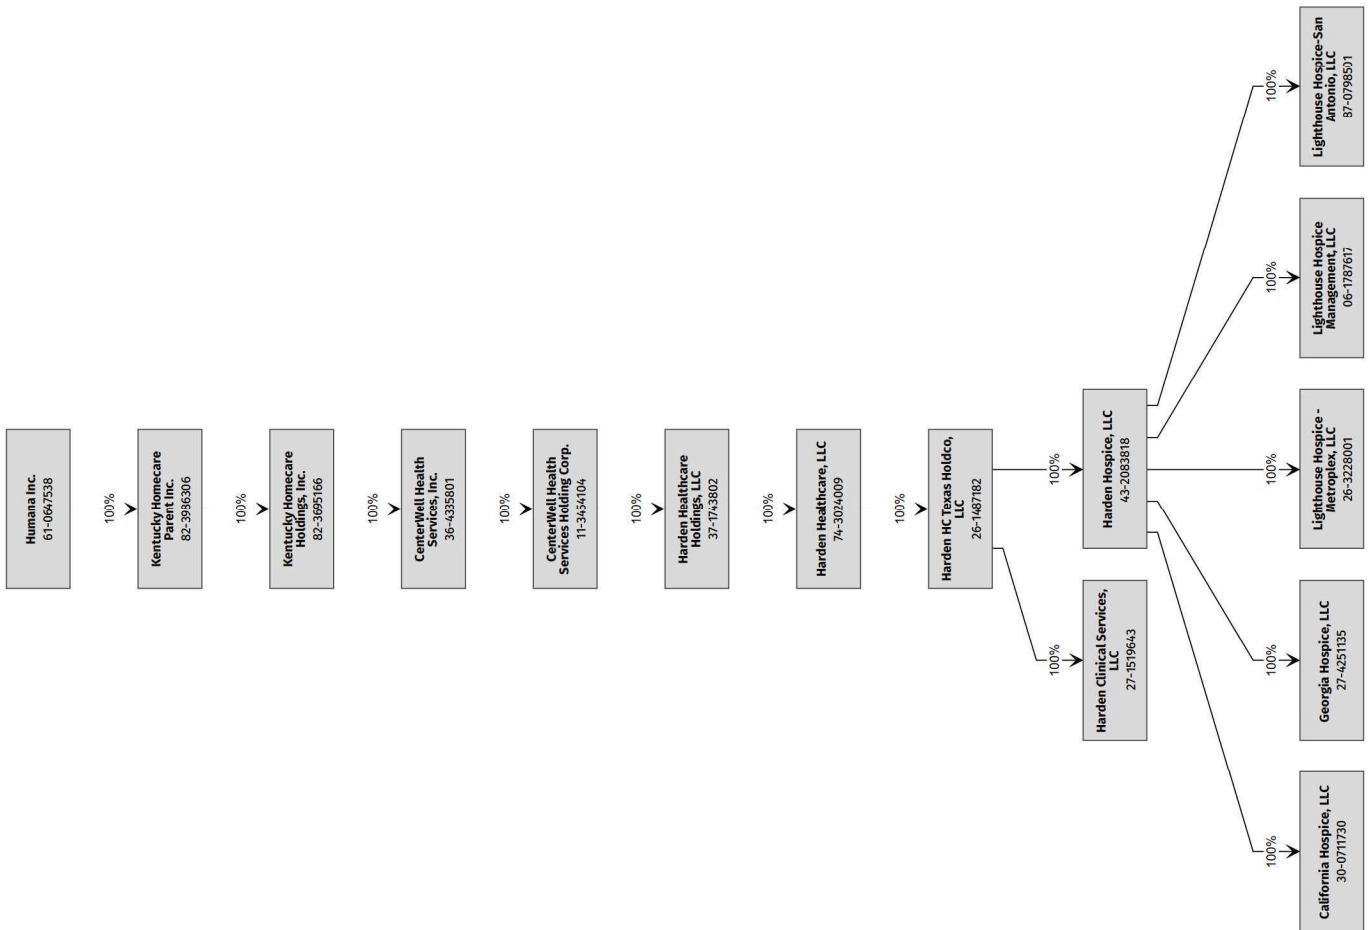 Humana Inc.
61-0647538
100%
Kentucky Homecare
Parent Inc.
82-3936306
100%
Kentucky Homecare
Holdings, Inc.
82-3695166
100%
CenterWell Health
Services, Inc.
36-4335801
100%
CenterWell Health
Services Holding Corp.
11-3454104
100%
Harden Healthcare
Holdings, LLC
37-1743802
100%
Harden Healthcare, LLC
74-3024009
100%
Harden HC Texas Holdco,
LLC
26-1487182
100%
Harden Clinical Services,
LLC
27-1519643
100%
Harden Hospice, LLC
43-2083818
100%
California Hospice, LLC
30-0711730
100%
Georgia Hospice, LLC
27-4251135
100%
Lighthouse Hospice -
Metroplex, LLC
26-3228001
100%
Lighthouse Hospice
Management, LLC
06-1787617
100%
Lighthouse Hospice-San
Antonio, LLC
87-0798501